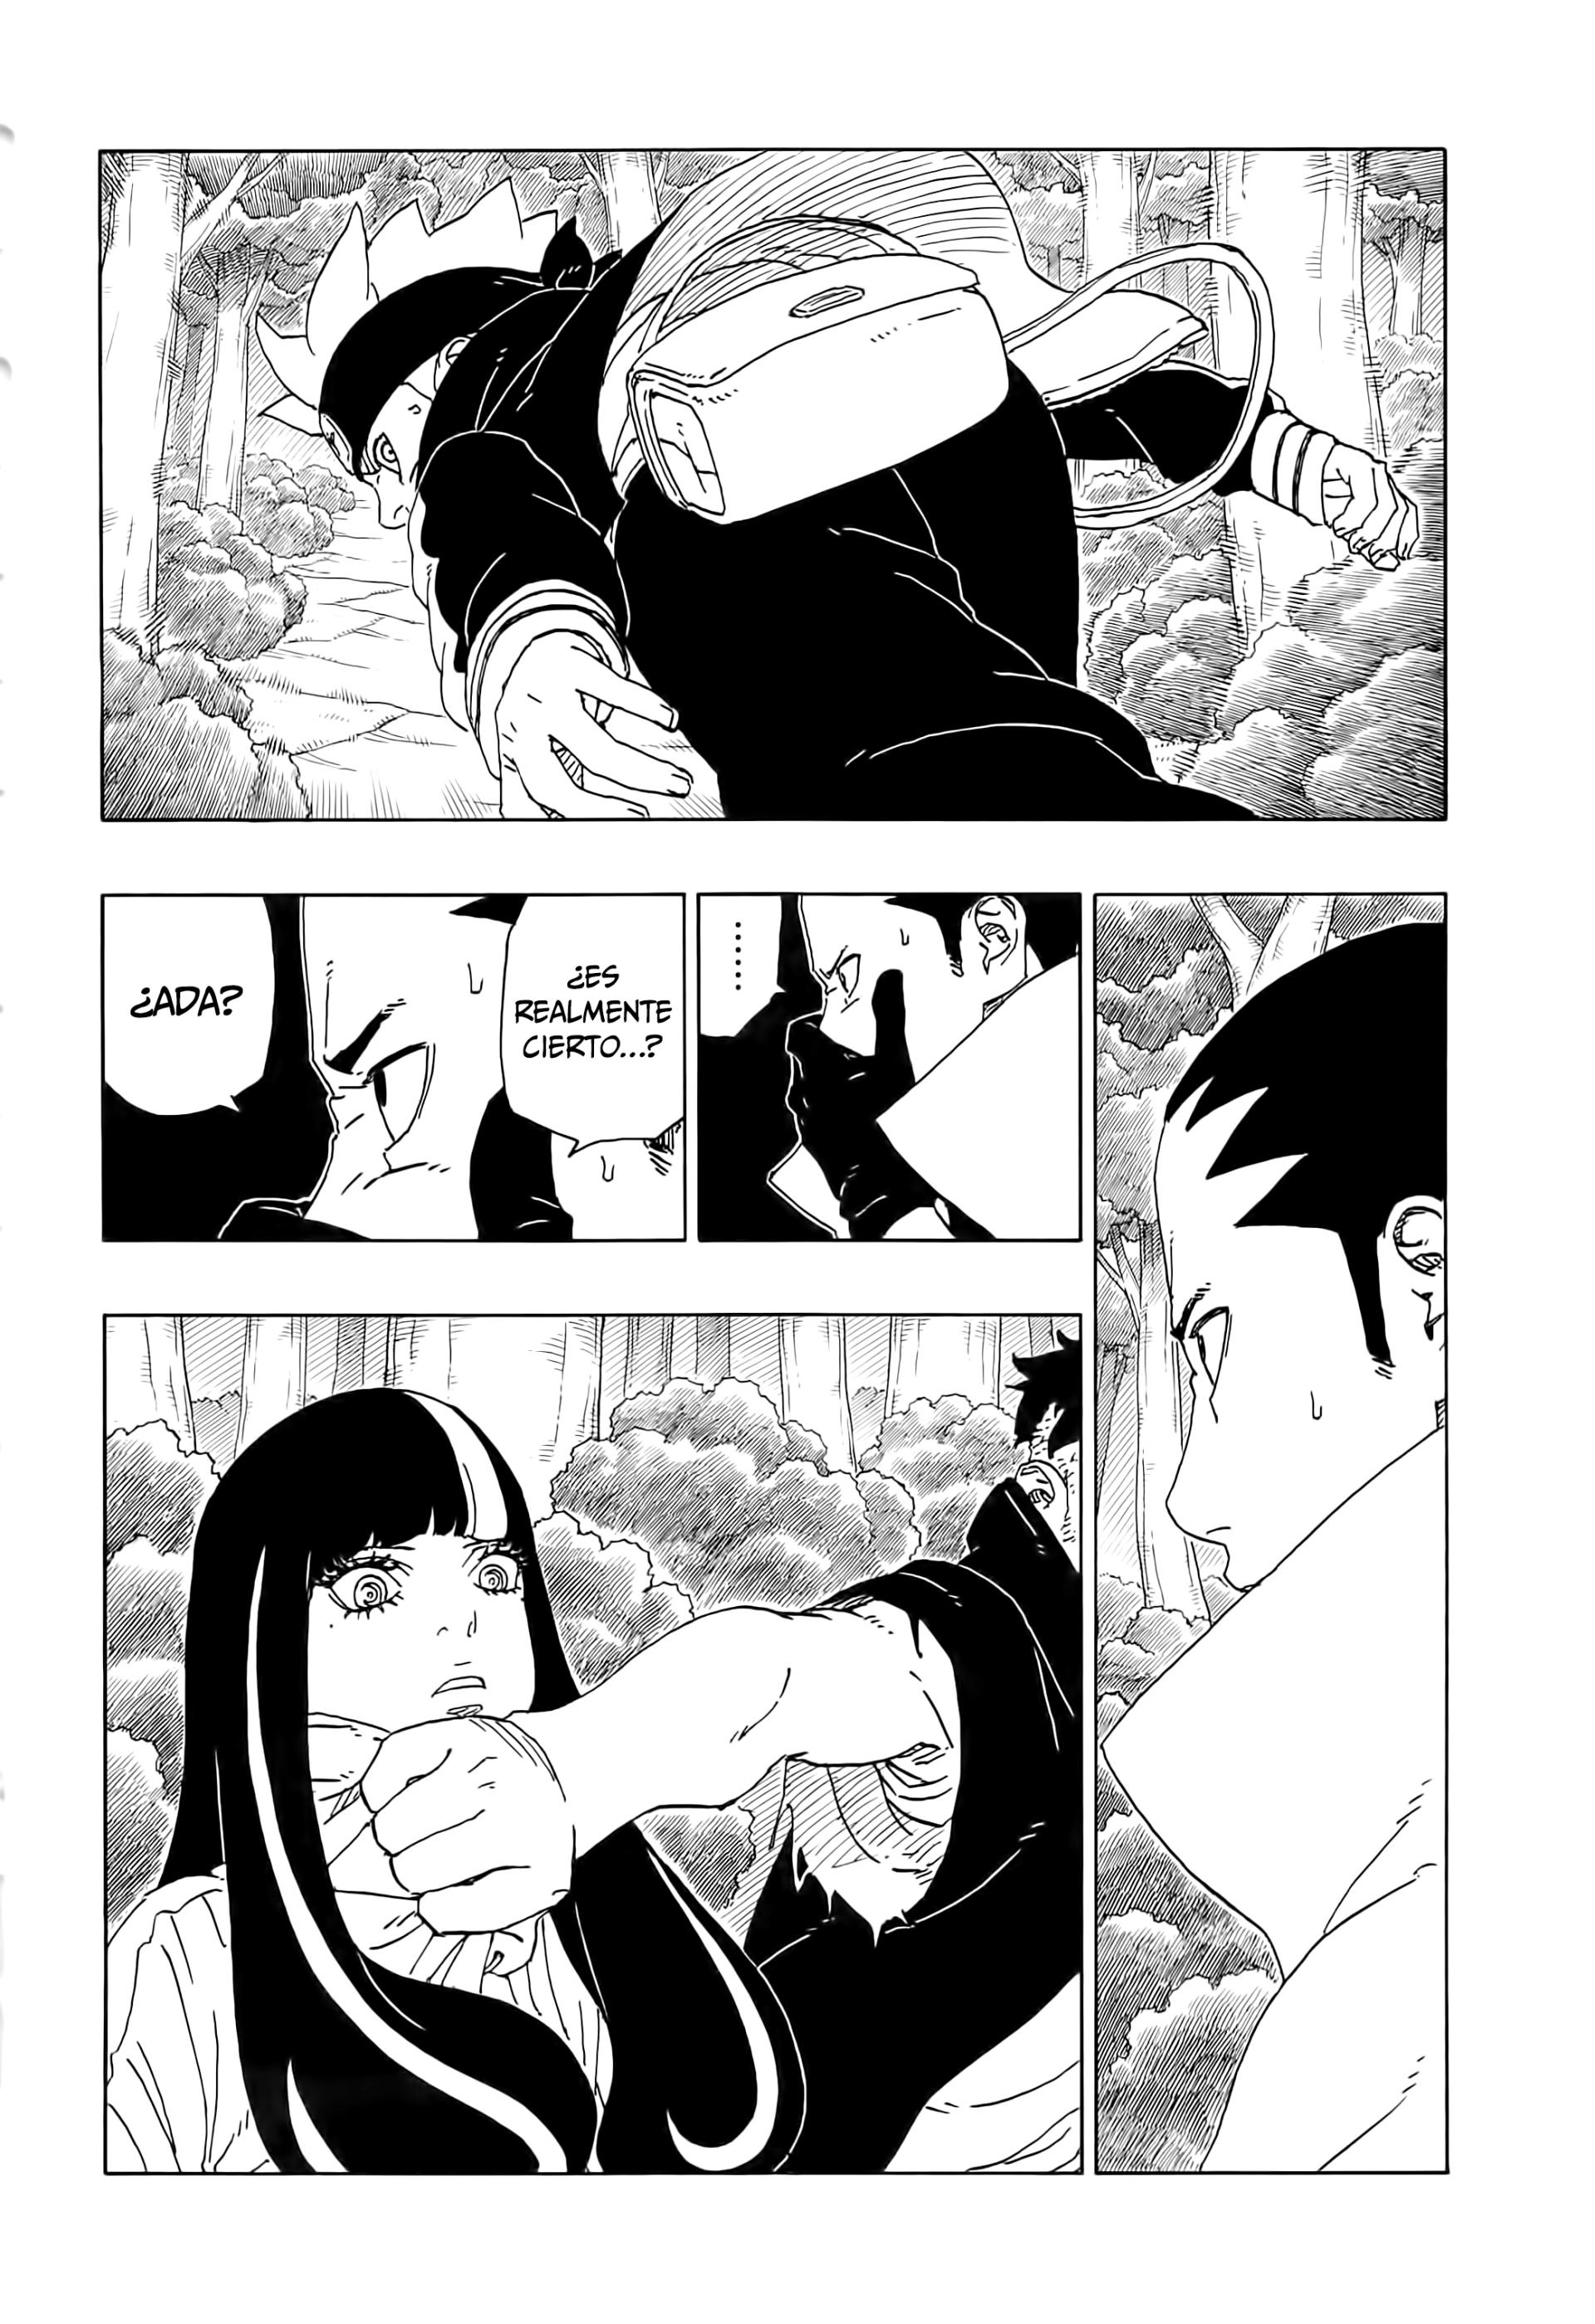 ......
¿ES
REALMENTE
CIERTO...?
¿ADA?